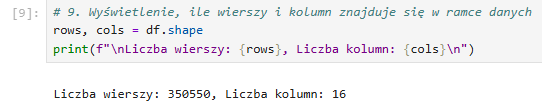 [9]:
# 9. Wyświetlenie, ile wierszy i kolumn znajduje się w ramce danych
rows, cols = df.shape
print(f"\nLiczba wierszy: {rows}, Liczba kolumn: {cols}\n")
Liczba wierszy: 350550, Liczba kolumn: 16